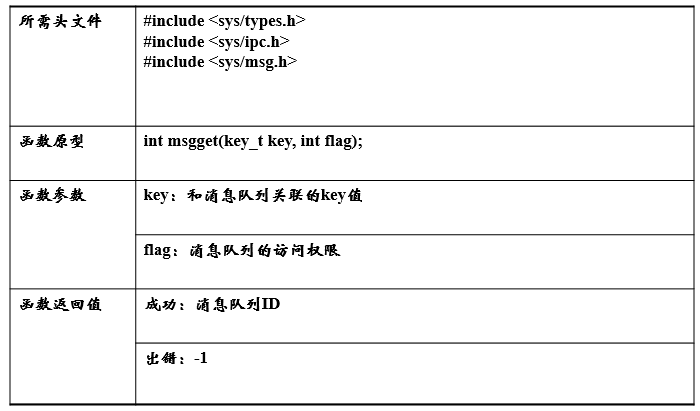 所需头文件
#include <sys/types.h>
#include <sys/ipc.h>
#include <sys/msg.h>
函数原型
int msgget(key_t key, int flag);
函数参数
key：和消息队列关联的key值
flag：消息队列的访问权限
函数返回值
成功：消息队列ID
出错：-1